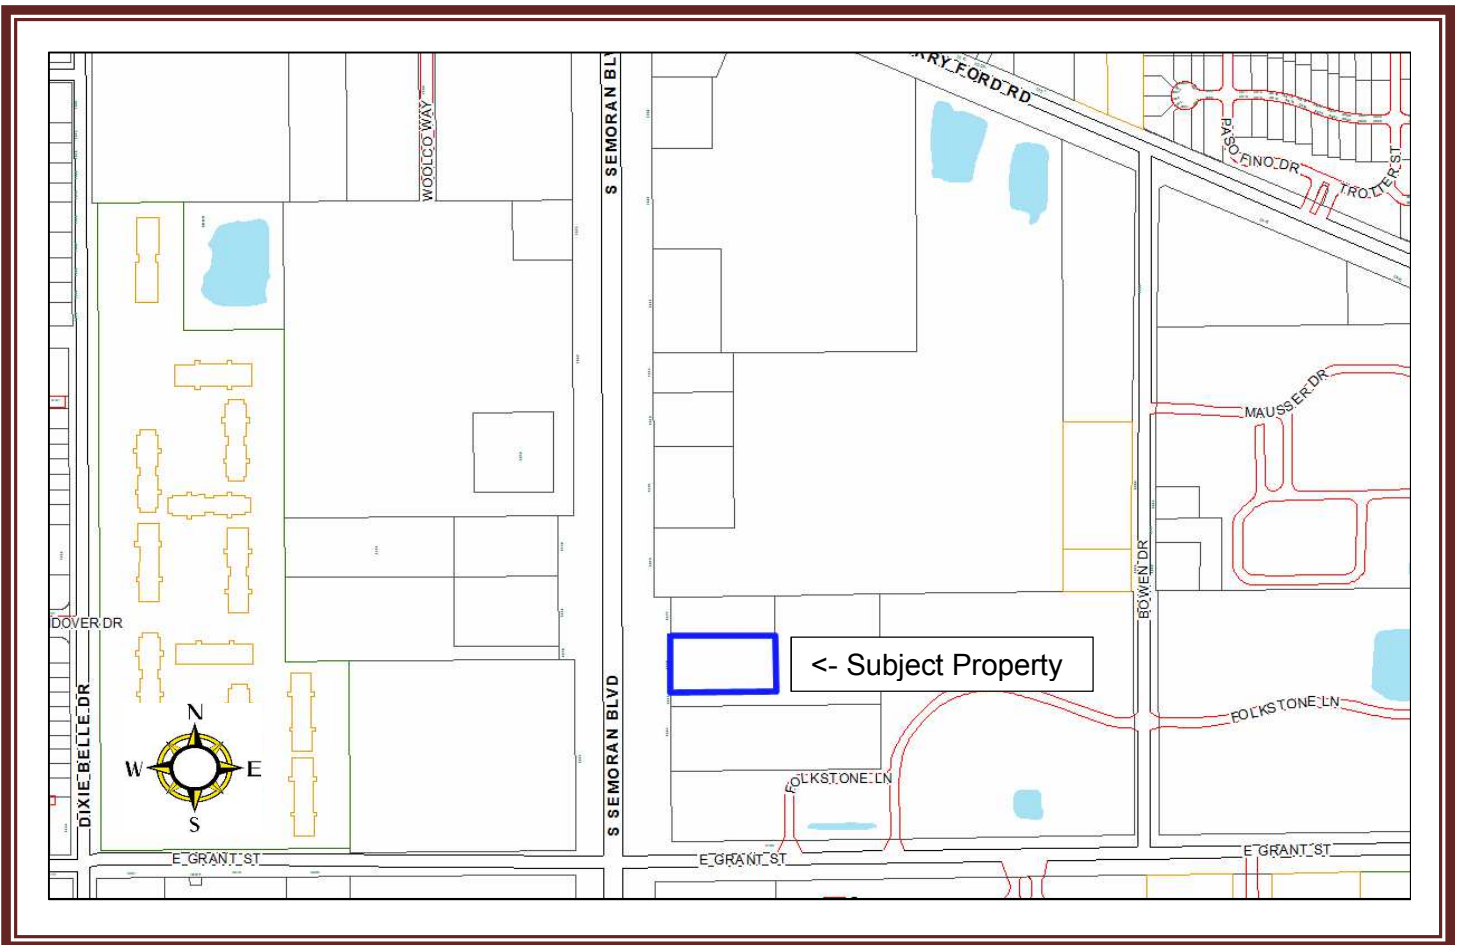 S SEMORAN BLV
RRY FORD RD
WOOLCO WAY
PASO FINO DR
TROTTER ST
MAUSSER DR
BOWEN DR
DOVER DR
<- Subject Property
DIXIE BELLE DR
N
W
E
S
S SEMORAN BLVD
FOLKSTONE LN
FOLKSTONE LN
E GRANT ST
E GRANT ST
E GRANT ST